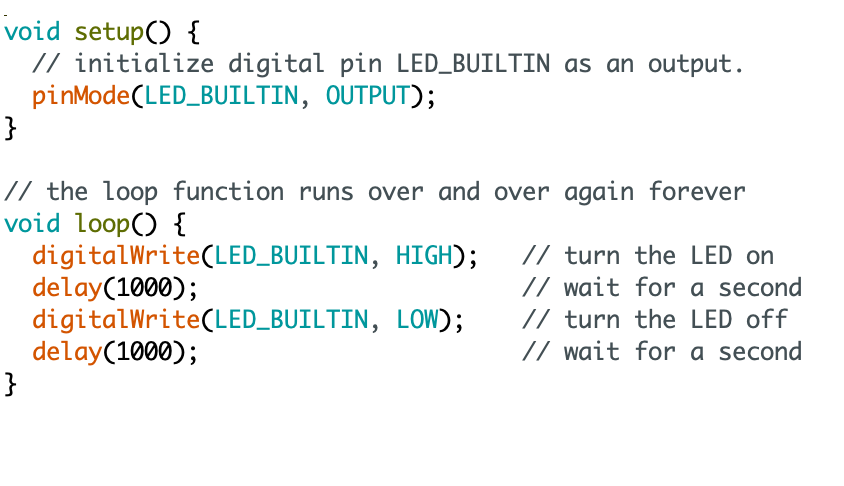 void setup() {
  // initialize digital pin LED_BUILTIN as an output.
  pinMode(LED_BUILTIN, OUTPUT);
}

// the loop function runs over and over again forever
void loop() {
  digitalWrite(LED_BUILTIN, HIGH);   // turn the LED on
  delay(1000);                       // wait for a second
  digitalWrite(LED_BUILTIN, LOW);    // turn the LED off
  delay(1000);                       // wait for a second
}